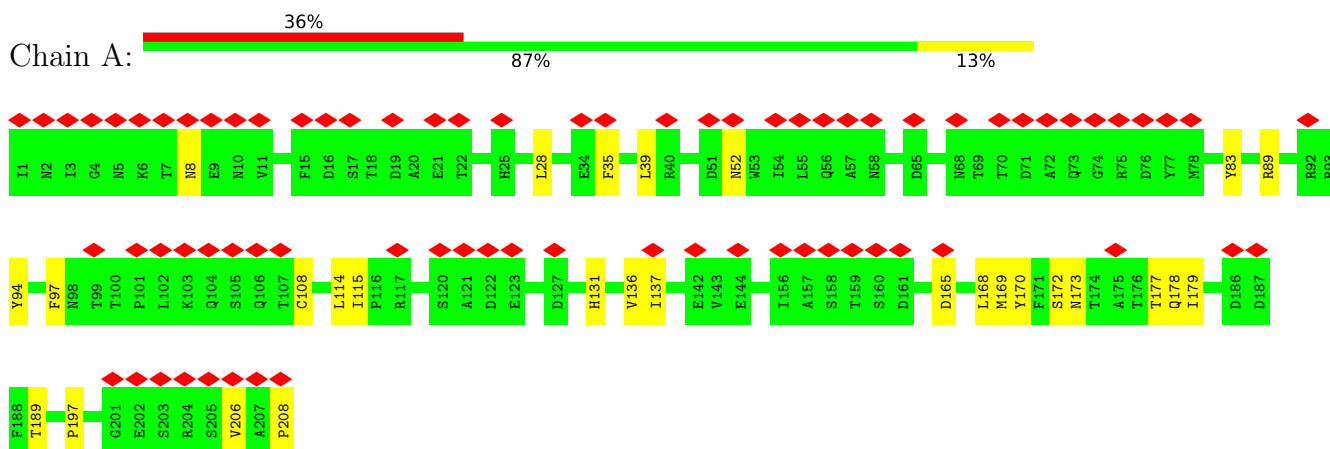 36%
Chain A:
87% 13%
I1 N2 I3 G4 N5 K6 T7 N8 E9 N10 V11 F15 D16 S17 T18 D19 A20 E21 T22 H25 L28 E34 F35 L39 R40 D51 N52 W53 I54 L55 Q56 A57 N58 D65 N68 T69 T70 D71 A72 Q73 G74 R75 D76 Y77 M78 Y83 R89 R92
Y94 F97 N98 T99 T100 P101 L102 K103 Q104 S105 Q106 T107 C108 L114 I115 P116 R117 S120 A121 D122 E123 D127 H131 V136 I137 E142 V143 E144 I156 A157 S158 T159 S160 D161 D165 L168 M169 Y170 F171 S172 N173 T174 A175 T176 T177 Q178 I179 D186 D187
F188 T189 P197 G201 E202 S203 R204 S205 V206 A207 P208